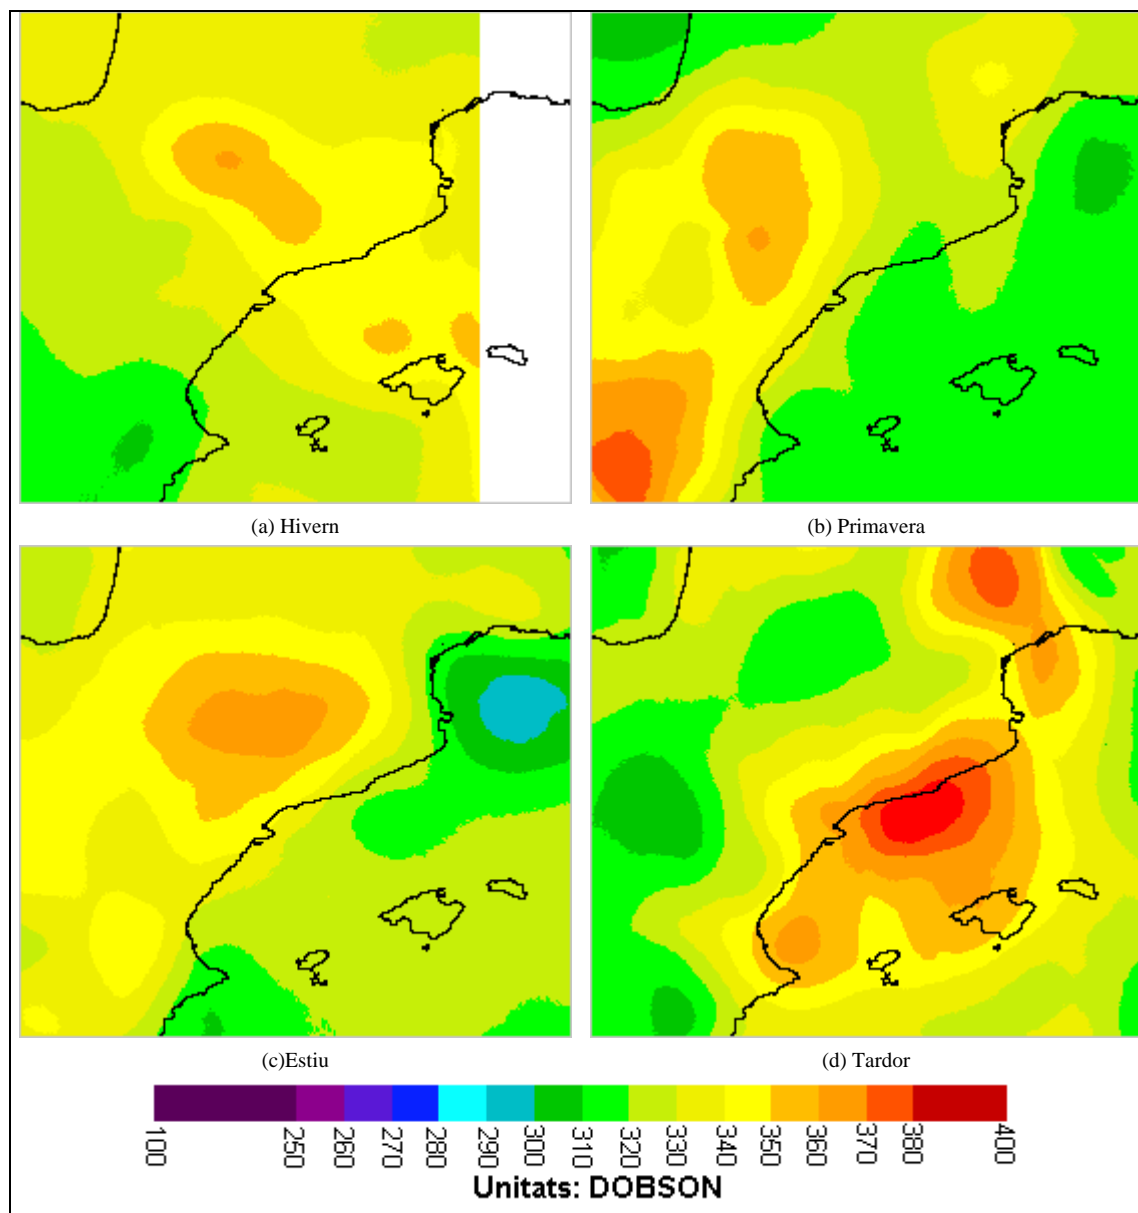 (a) Hivern
(b) Primavera
(c)Estiu
(d) Tardor
100 250 260 270 280 290 300 310 320 330 340 350 360 370 380 400
Unitats: DOBSON